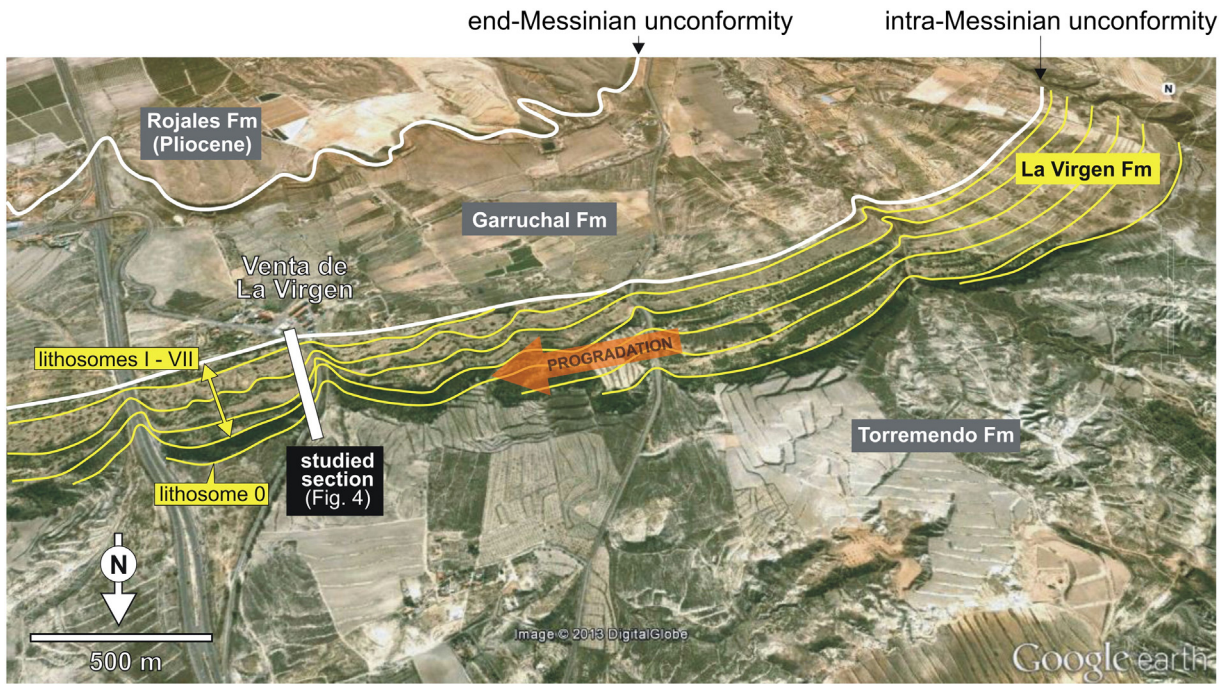 end-Messinian unconformity
intra-Messinian unconformity
N
Rojales Fm
(Pliocene)
La Virgen Fm
Garruchal Fm
Venta de
La Virgen
lithosomes I - VII
PROGRADATION
Torremendo Fm
studied
section
(Fig. 4)
lithosome 0
N
500 m
Image © 2013 DigitalGlobe
Google earth